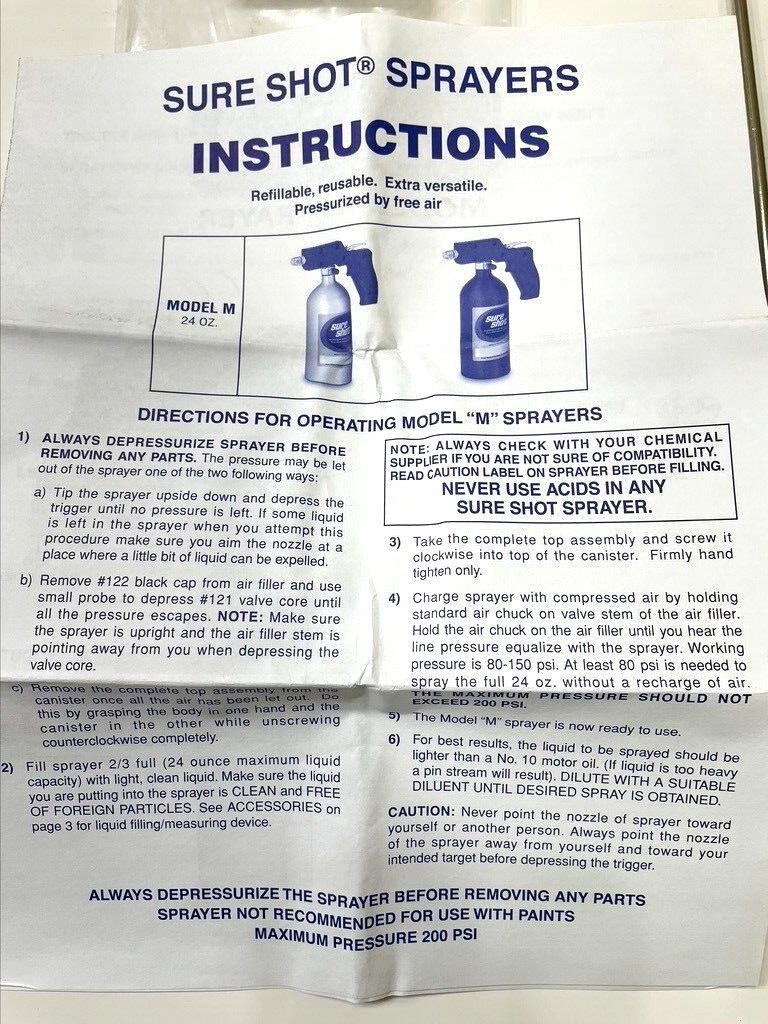 SURE SHOT® SPRAYERS
INSTRUCTIONS
Refillable, reusable. Extra versatile.
Pressurized by free air
MODEL M
24 OZ.
sure
shot
sure
shot
DIRECTIONS FOR OPERATING MODEL “M” SPRAYERS
1) ALWAYS DEPRESSURIZE SPRAYER BEFORE
REMOVING ANY PARTS. The pressure may be let
out of the sprayer one of the two following ways:
a) Tip the sprayer upside down and depress the
trigger until no pressure is left. If some liquid
is left in the sprayer when you attempt this
procedure make sure you aim the nozzle at a
place where a little bit of liquid can be expelled.
b) Remove #122 black cap from air filler and use
small probe to depress #121 valve core until
all the pressure escapes. NOTE: Make sure
the sprayer is upright and the air filler stem is
pointing away from you when depressing the
valve core.
c) Remove the complete top assembly from the
canister once all the air has been let out. Do
this by grasping the body in one hand and the
canister in the other while unscrewing
counterclockwise completely.
2) Fill sprayer 2/3 full (24 ounce maximum liquid
capacity) with light, clean liquid. Make sure the liquid
you are putting into the sprayer is CLEAN and FREE
OF FOREIGN PARTICLES. See ACCESSORIES on
page 3 for liquid filling/measuring device.
NOTE: ALWAYS CHECK WITH YOUR CHEMICAL
SUPPLIER IF YOU ARE NOT SURE OF COMPATIBILITY.
READ CAUTION LABEL ON SPRAYER BEFORE FILLING.
NEVER USE ACIDS IN ANY
SURE SHOT SPRAYER.
3) Take the complete top assembly and screw it
clockwise into top of the canister. Firmly hand
tighten only.
4) Charge sprayer with compressed air by holding
standard air chuck on valve stem of the air filler.
Hold the air chuck on the air filler until you hear the
line pressure equalize with the sprayer. Working
pressure is 80-150 psi. At least 80 psi is needed to
spray the full 24 oz. without a recharge of air.
THE MAXIMUM PRESSURE SHOULD NOT
EXCEED 200 PSI.
5) The Model “M” sprayer is now ready to use.
6) For best results, the liquid to be sprayed should be
lighter than a No. 10 motor oil. (If liquid is too heavy
a pin stream will result). DILUTE WITH A SUITABLE
DILUENT UNTIL DESIRED SPRAY IS OBTAINED.
CAUTION: Never point the nozzle of sprayer toward
yourself or another person. Always point the nozzle
of the sprayer away from yourself and toward your
intended target before depressing the trigger.
ALWAYS DEPRESSURIZE THE SPRAYER BEFORE REMOVING ANY PARTS
SPRAYER NOT RECOMMENDED FOR USE WITH PAINTS
MAXIMUM PRESSURE 200 PSI